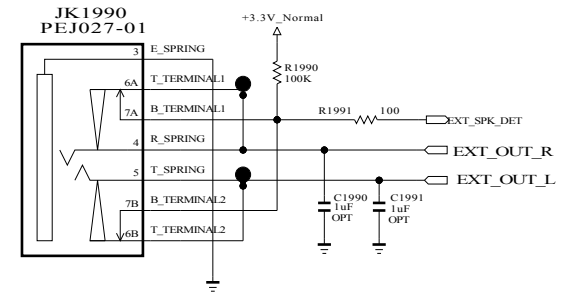 JK1990
PEJ027-01
+3.3V_Normal
3 E_SPRING
R1990
100K
6A T_TERMINAL1
7A B_TERMINAL1
R1991 100
EXT_SPK_DET
4 R_SPRING
EXT_OUT_R
5 T_SPRING
EXT_OUT_L
7B B_TERMINAL2
C1990
1uF
OPT
C1991
1uF
OPT
6B T_TERMINAL2